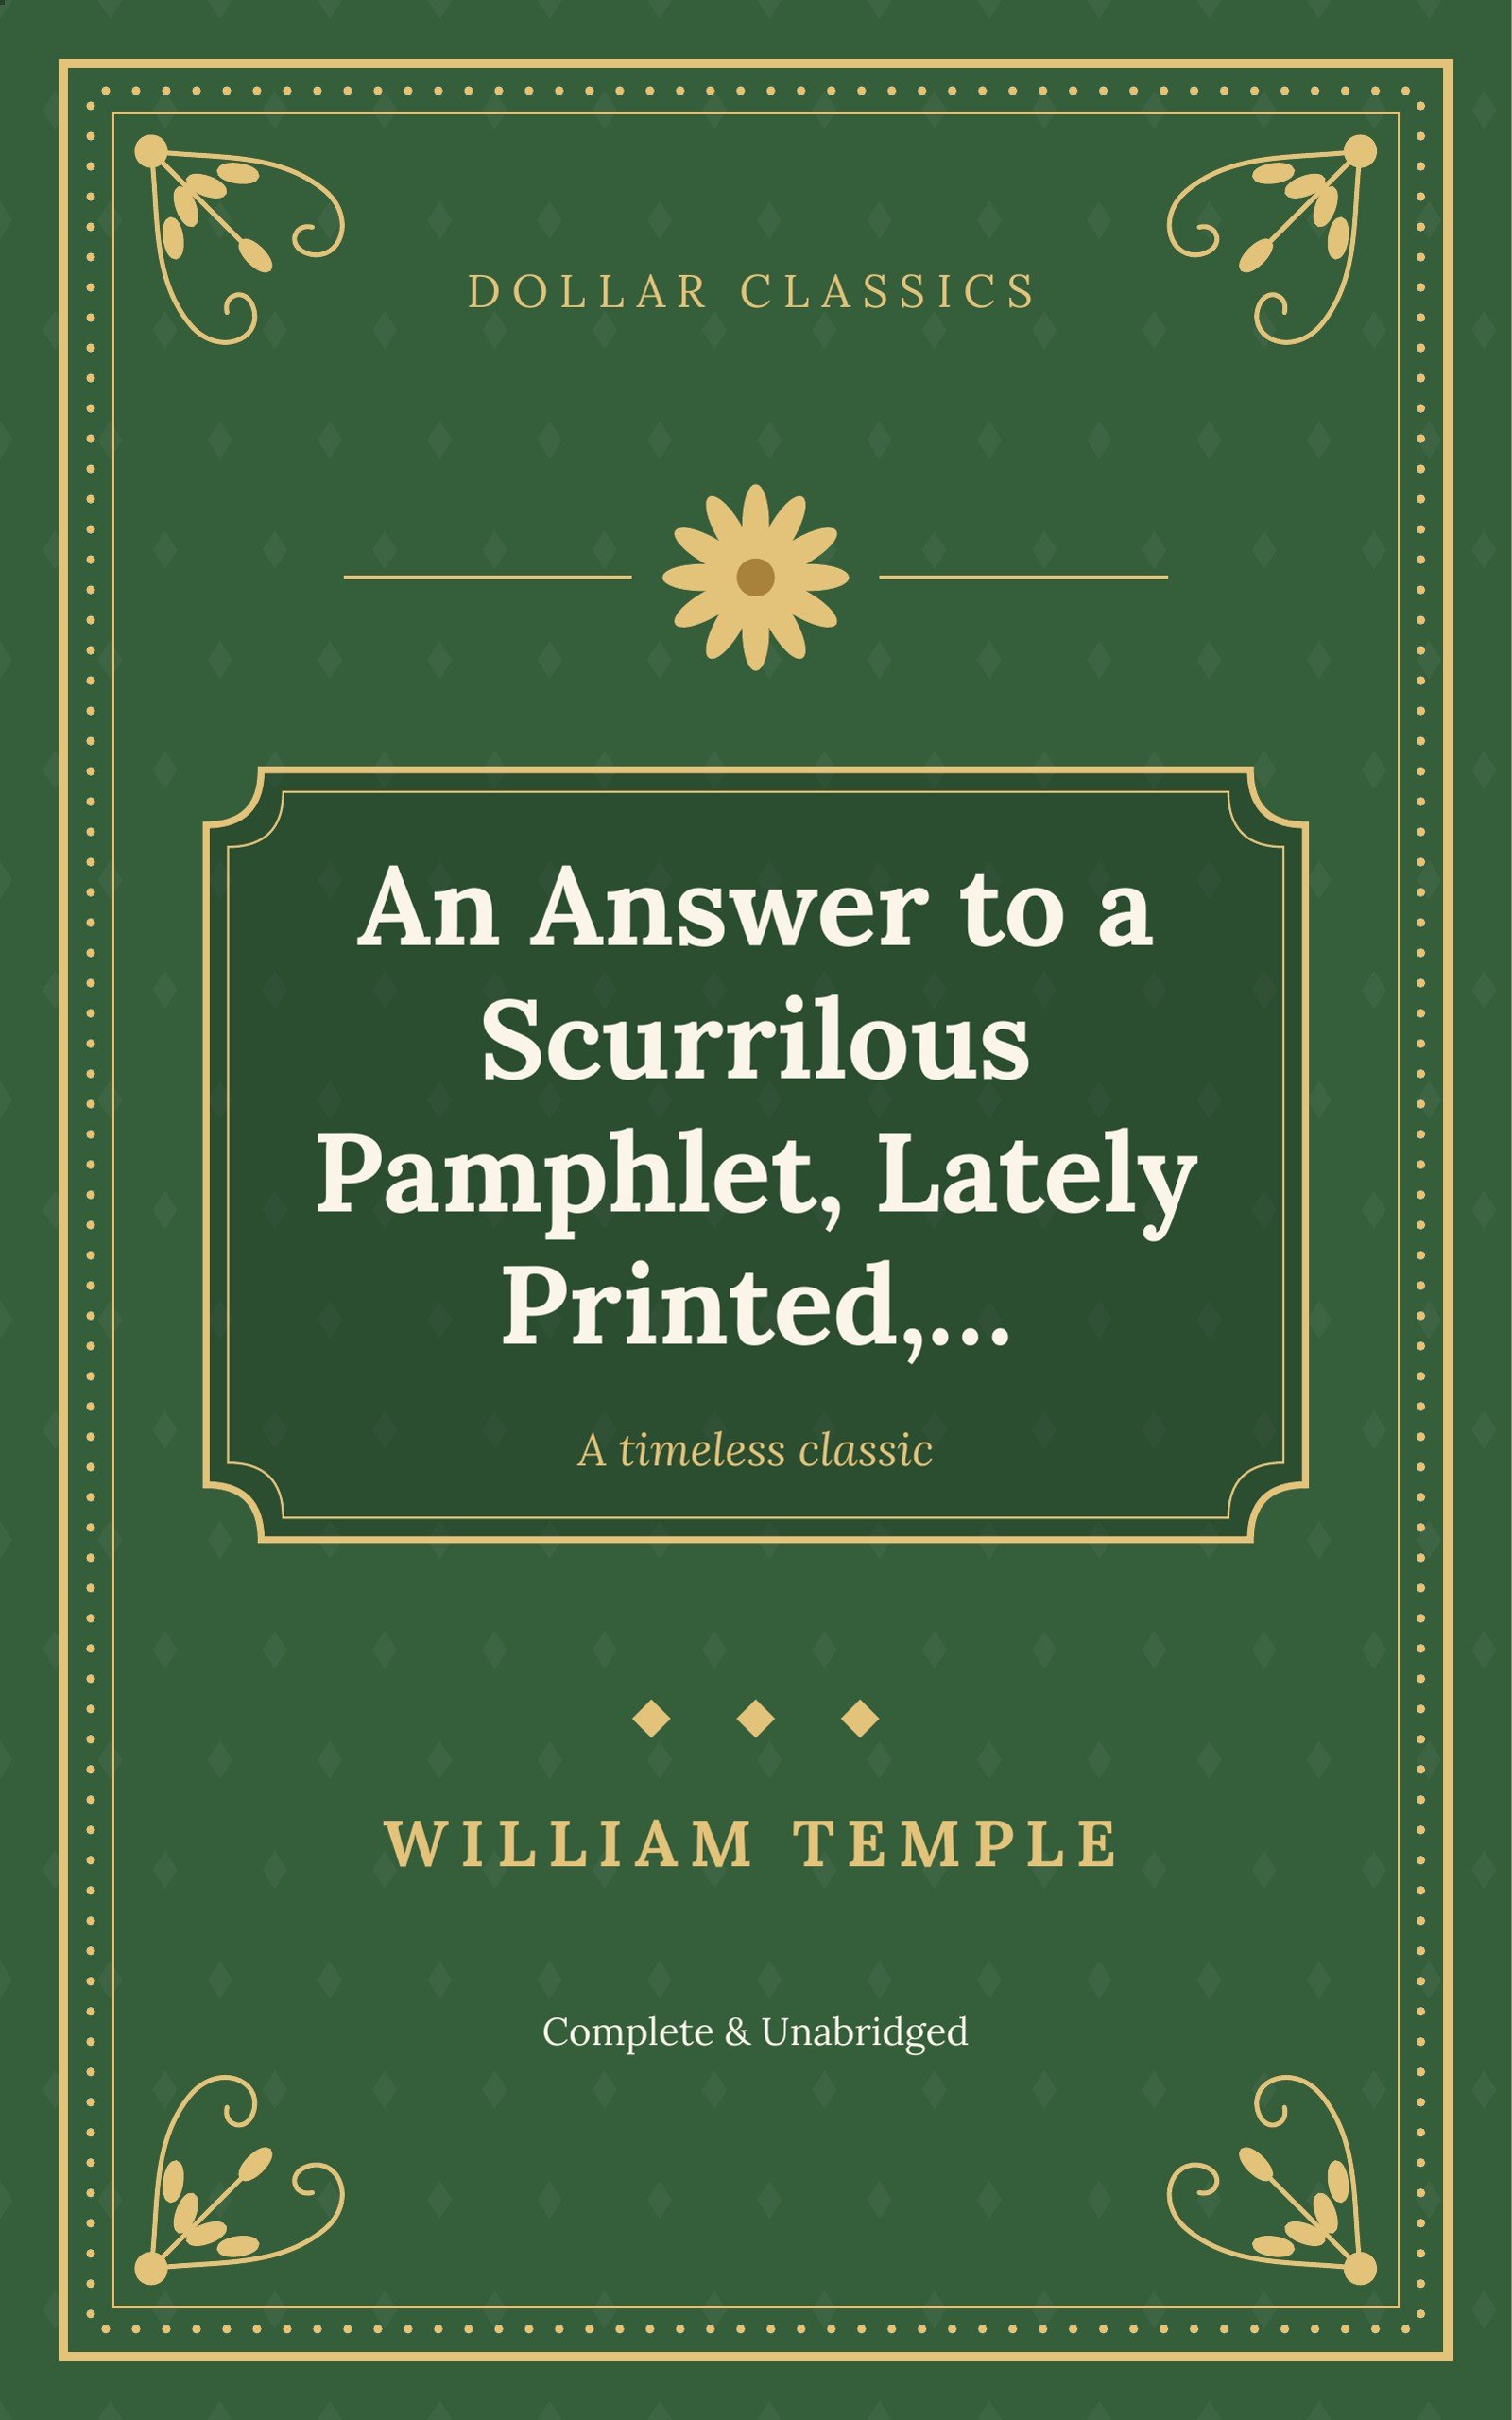 DOLLAR CLASSICS
An Answer to a
Scurrilous
Pamphlet, Lately
Printed,...
A timeless classic
WILLIAM TEMPLE
Complete & Unabridged